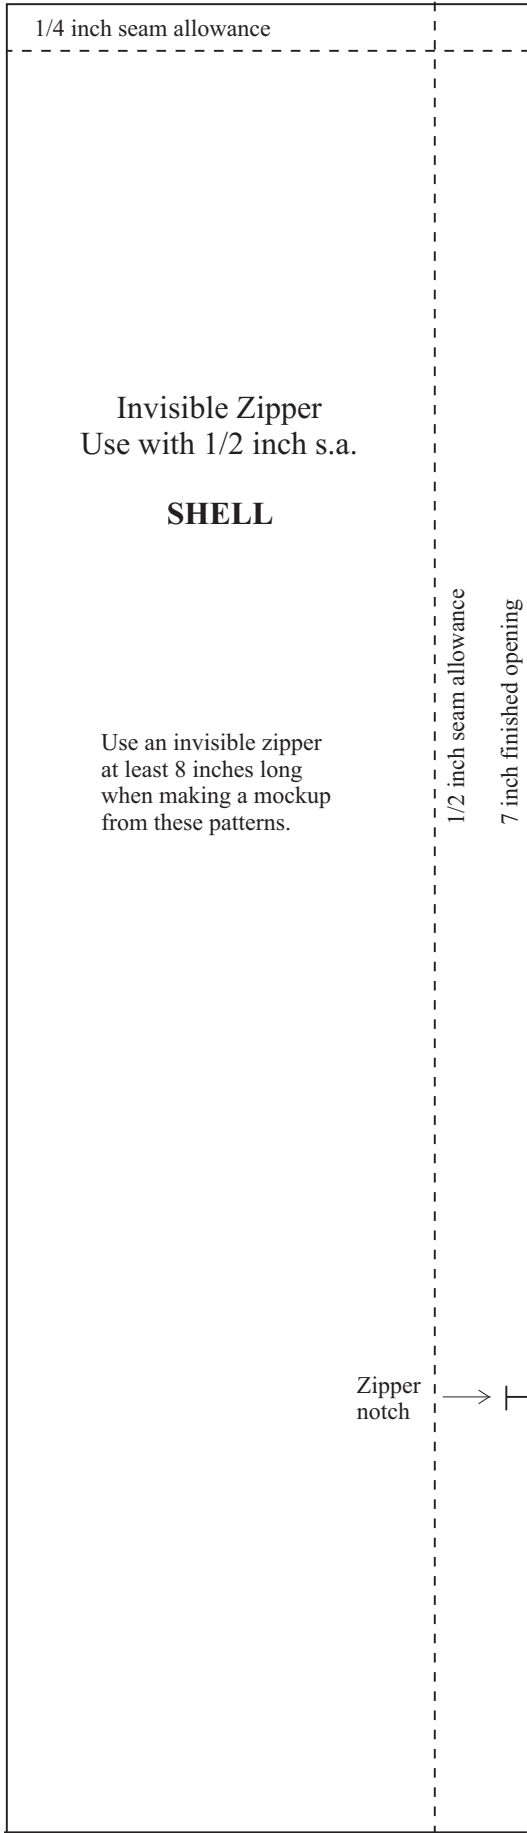 1/4 inch seam allowance
Invisible Zipper
Use with 1/2 inch s.a.
SHELL
Use an invisible zipper
at least 8 inches long
when making a mockup
from these patterns.
1/2 inch seam allowance
7 inch finished opening
Zipper
notch